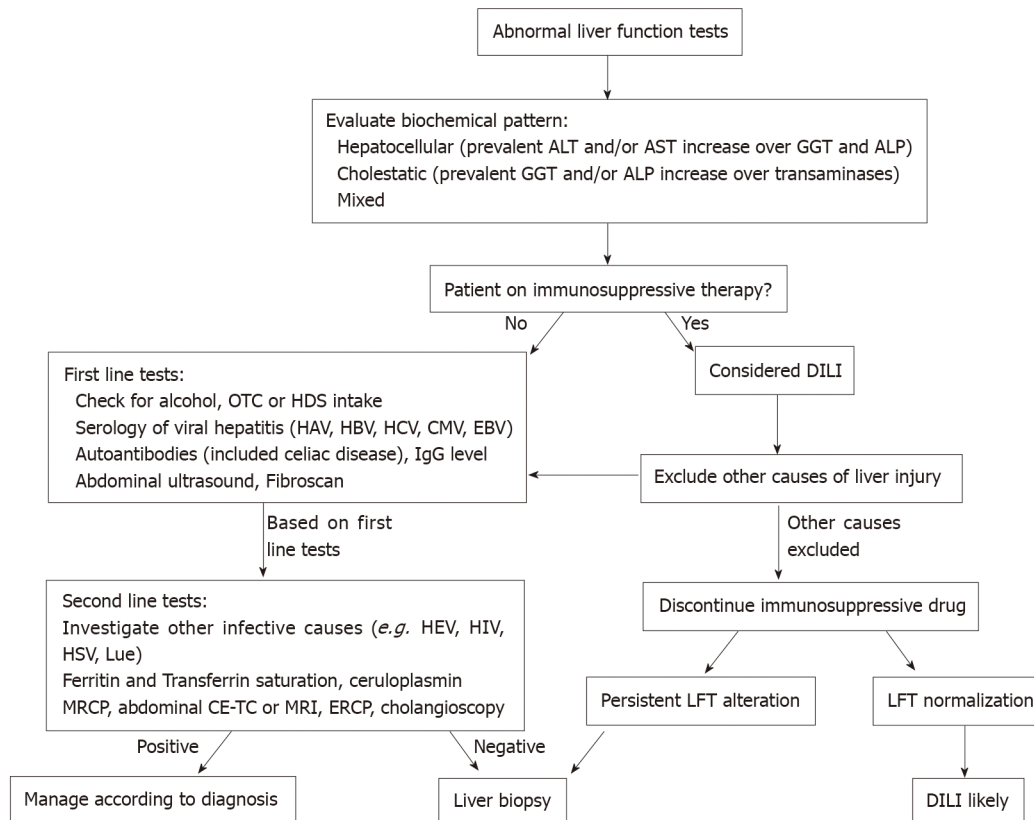 Abnormal liver function tests
Evaluate biochemical pattern:
Hepatocellular (prevalent ALT and/or AST increase over GGT and ALP)
Cholestatic (prevalent GGT and/or ALP increase over transaminases)
Mixed
Patient on immunosuppressive therapy?
No
Yes
First line tests:
Check for alcohol, OTC or HDS intake
Serology of viral hepatitis (HAV, HBV, HCV, CMV, EBV)
Autoantibodies (included celiac disease), IgG level
Abdominal ultrasound, Fibroscan
Considered DILI
Exclude other causes of liver injury
Based on first
line tests
Other causes
excluded
Second line tests:
Investigate other infective causes (e.g. HEV, HIV,
HSV, Lue)
Ferritin and Transferrin saturation, ceruloplasmin
MRCP, abdominal CE-TC or MRI, ERCP, cholangioscopy
Discontinue immunosuppressive drug
Persistent LFT alteration
LFT normalization
Positive
Negative
Manage according to diagnosis
Liver biopsy
DILI likely